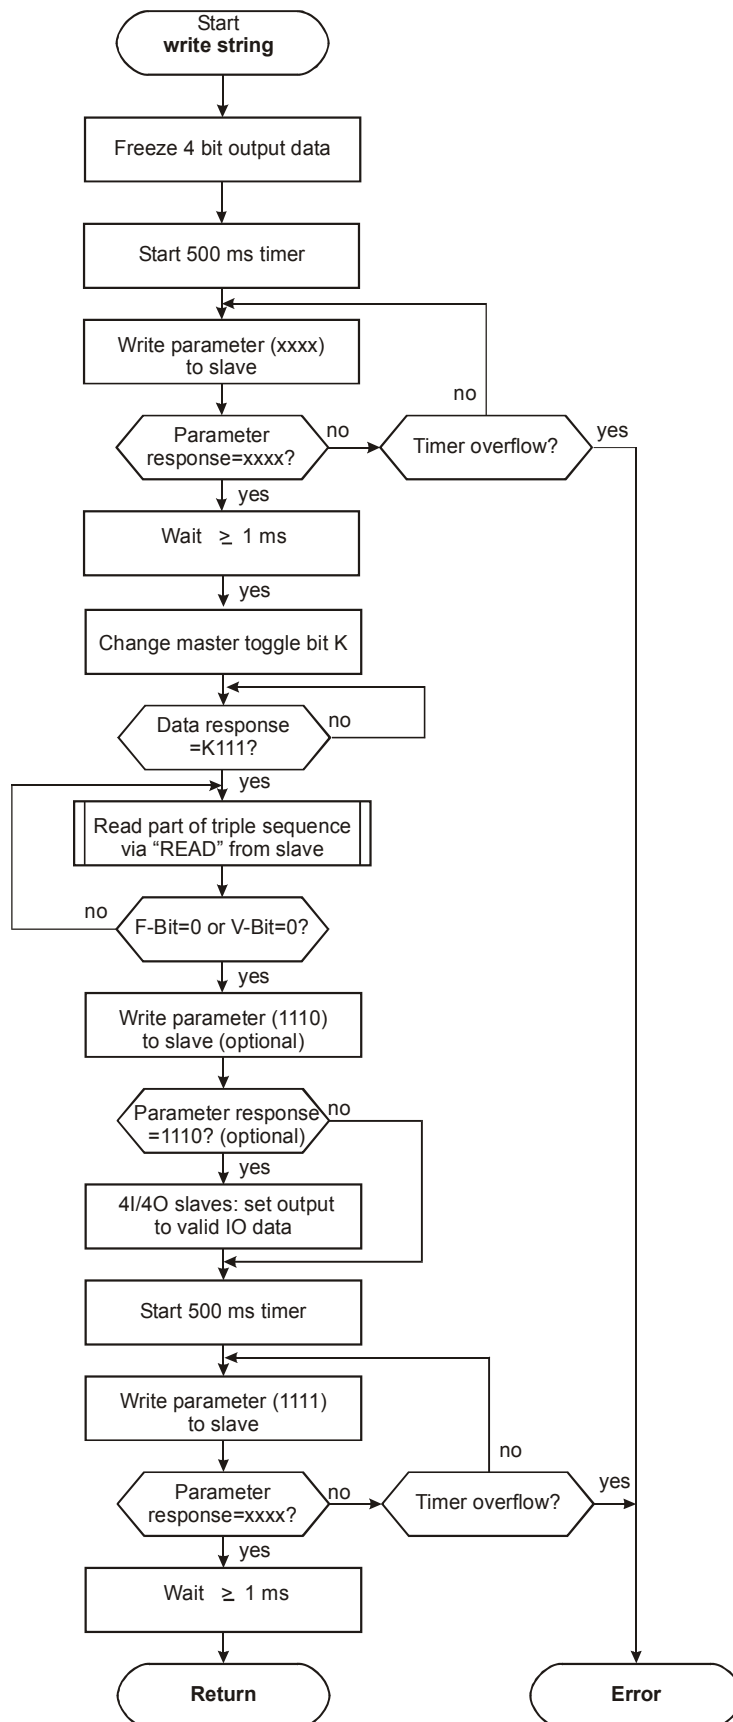 Start
write string
Freeze 4 bit output data
Start 500 ms timer
Write parameter (xxxx)
to slave
no
Parameter
response=xxxx?
no
Timer overflow?
yes
yes
Wait ≥ 1 ms
yes
Change master toggle bit K
Data response
=K111?
no
yes
Read part of triple sequence
via “READ” from slave
no
F-Bit=0 or V-Bit=0?
yes
Write parameter (1110)
to slave (optional)
Parameter response
=1110? (optional)
no
yes
4I/4O slaves: set output
to valid IO data
Start 500 ms timer
Write parameter (1111)
to slave
no
Parameter
response=xxxx?
no
Timer overflow?
yes
yes
Wait ≥ 1 ms
Return
Error